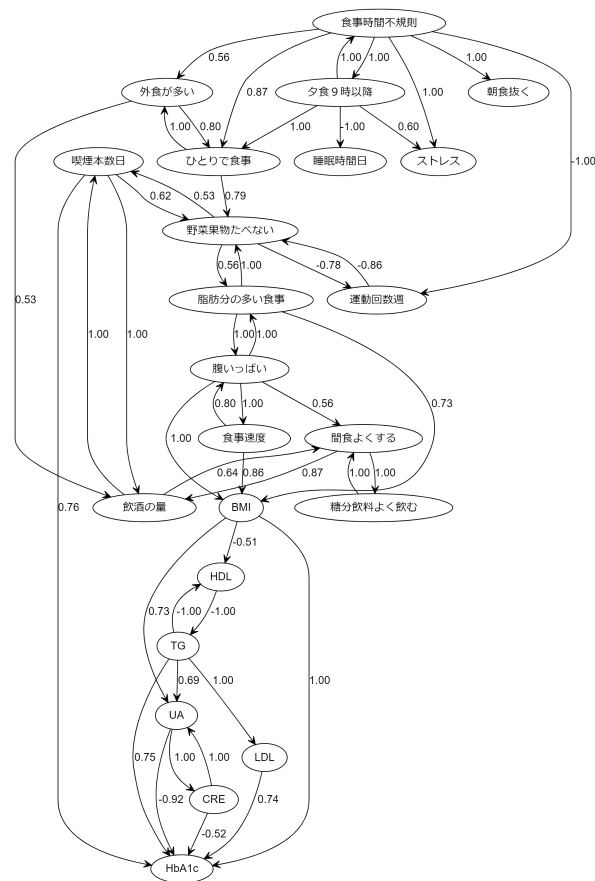 食事時間不規則
0.56 1.00 1.00 1.00
外食が多い 夕食９時以降 朝食抜く
0.87 1.00
1.00 0.80 1.00 -1.00 0.60
喫煙本数日 ひとりで食事 睡眠時間日 ストレス -1.00
0.62 0.53 0.79
野菜果物たべない
0.56 1.00 -0.78 -0.86
0.53 脂肪分の多い食事 運動回数週
1.00 1.00 1.00 1.00
腹いっぱい
0.80 1.00 0.56 0.73
1.00 食事速度 間食よくする
0.64 0.86 0.87 1.00 1.00
0.76 飲酒の量 BMI 糖分飲料よく飲む
-0.51
HDL
0.73 -1.00 -1.00
TG
0.69 1.00 1.00
UA
0.75 1.00 1.00 LDL
-0.92 CRE 0.74
-0.52
HbA1c